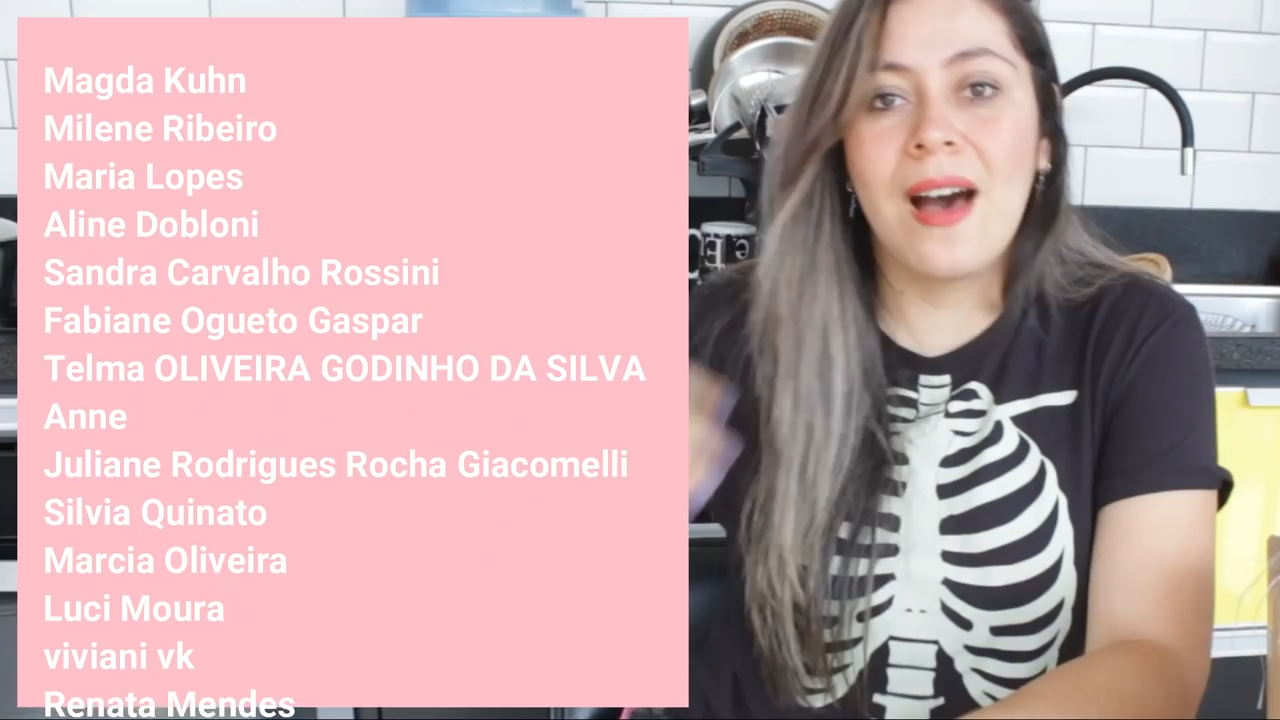 Magda Kuhn
Milene Ribeiro
Maria Lopes
Aline Dobloni
Sandra Carvalho Rossini
Fabiane Ogueto Gaspar
Telma OLIVEIRA GODINHO DA SILVA
Anne
Juliane Rodrigues Rocha Giacomelli
Silvia Quinato
Marcia Oliveira
Luci Moura
viviani vk
Renata Mendes